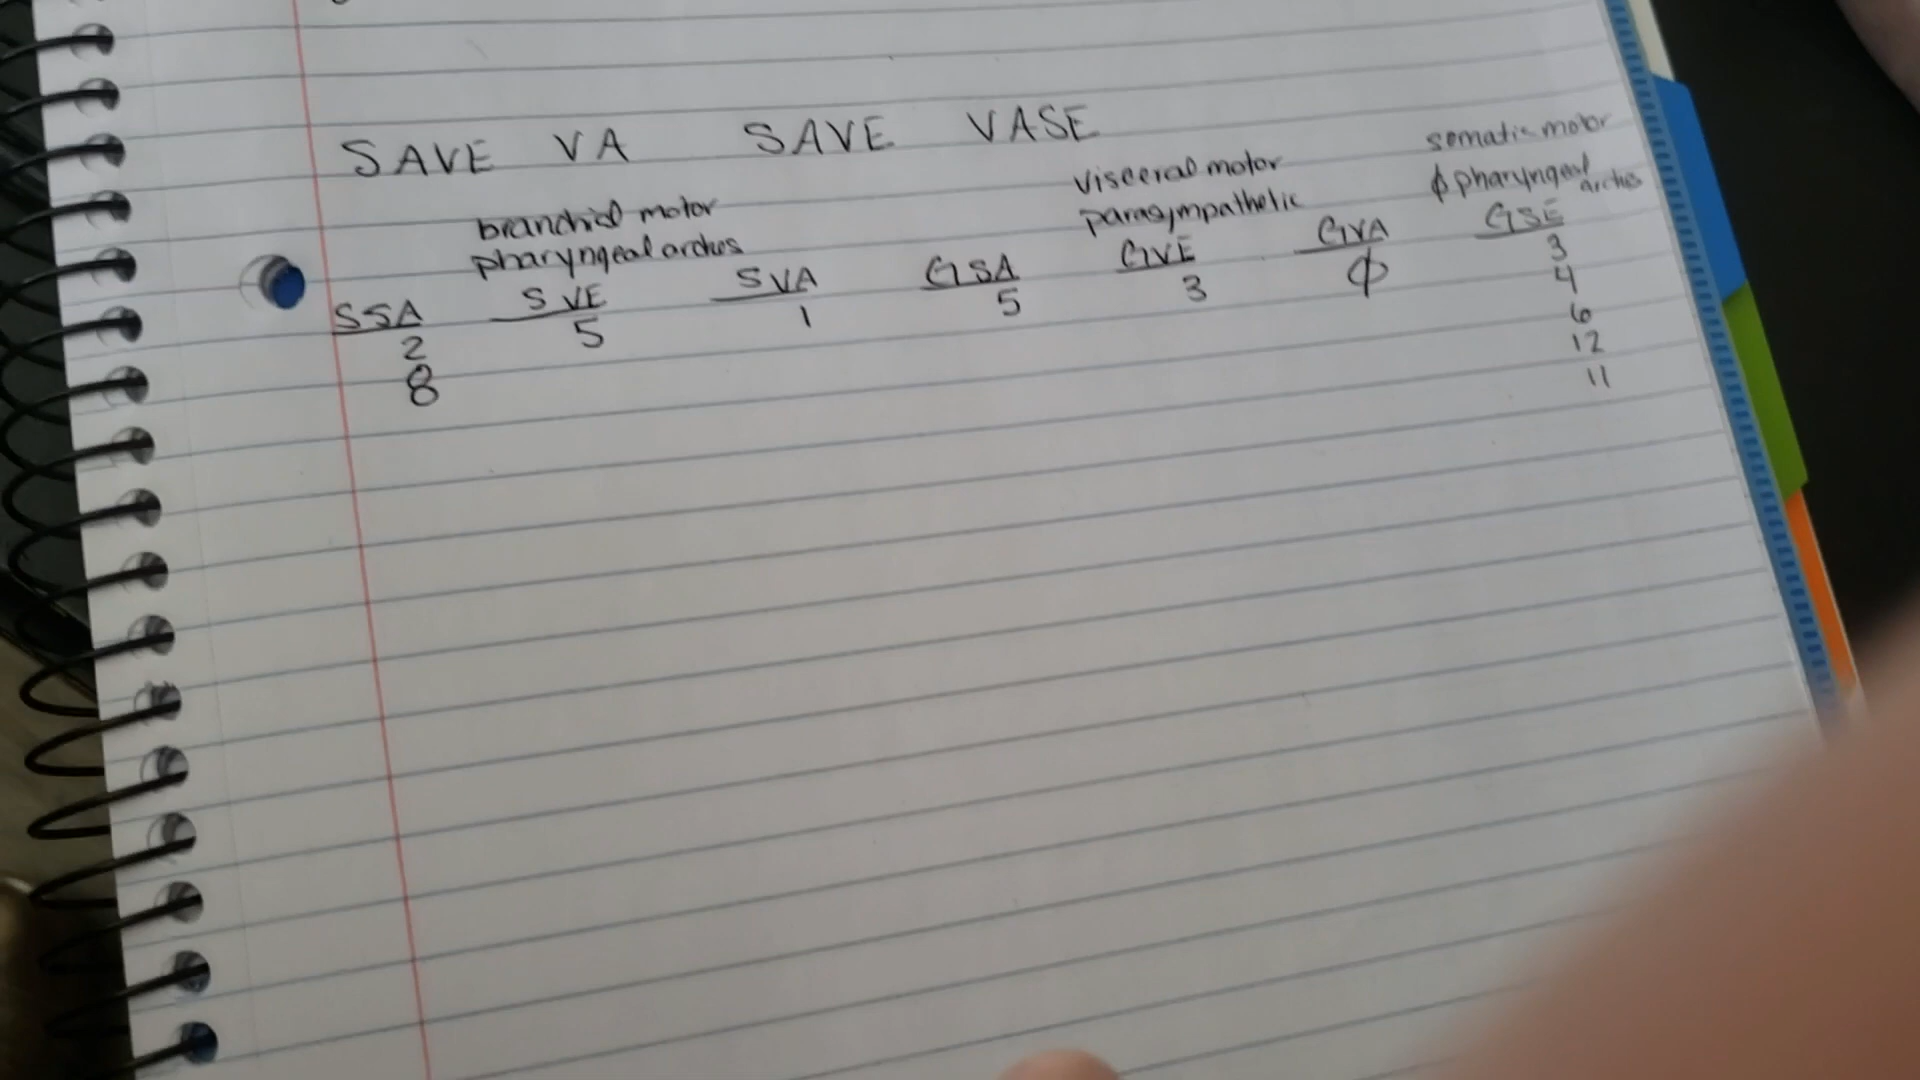 SAVE VA SAVE VASE
branchial motor
pharyngeal arches
visceral motor
parasympathetic
somatic motor
ϕ pharyngeal arches
SSA SVE SVA GSA GVE GVA GSE
2 5 1 5 3 ϕ 3
8 4
6
12
11